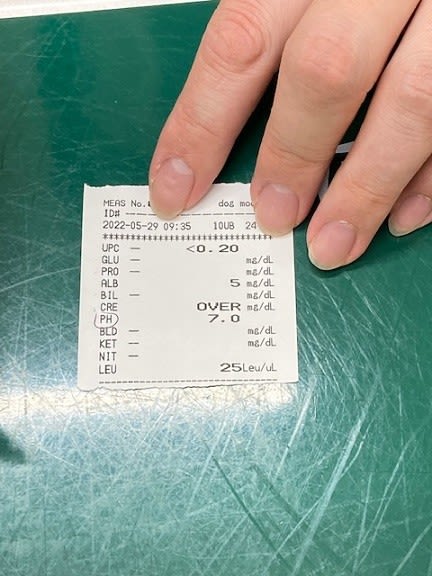 MEAS No. dog
ID# ----------------------
2022-05-29 09:35 10UB 24
******************************
UPC — <0.20
GLU — mg/dL
PRO — mg/dL
ALB 5 mg/dL
BIL — mg/dL
CRE OVER mg/dL
PH 7.0
BLD — mg/dL
KET — mg/dL
NIT —
LEU 25Leu/uL
------------------------------